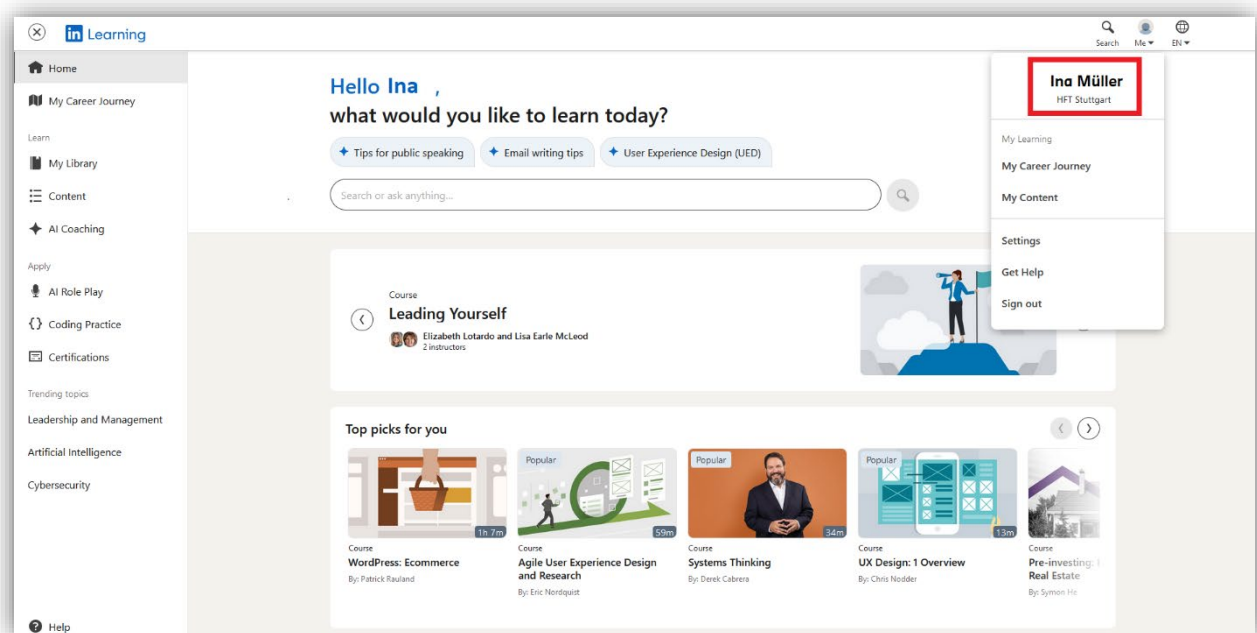 in Learning
Search
Me
EN
Home
My Career Journey
Learn
My Library
Content
AI Coaching
Apply
AI Role Play
Coding Practice
Certifications
Trending topics
Leadership and Management
Artificial Intelligence
Cybersecurity
Help
Hello Ina ,
what would you like to learn today?
Tips for public speaking
Email writing tips
User Experience Design (UED)
Search or ask anything...
Ina Müller
HFT Stuttgart
My Learning
My Career Journey
My Content
Settings
Get Help
Sign out
Course
Leading Yourself
Elizabeth Lotardo and Lisa Earle McLeod
2 instructors
Top picks for you
1h 7m
Course
WordPress: Ecommerce
By: Patrick Rauland
Popular
59m
Course
Agile User Experience Design
and Research
By: Eric Nordquist
Popular
34m
Course
Systems Thinking
By: Derek Cabrera
Popular
13m
Course
UX Design: 1 Overview
By: Chris Nodder
Course
Pre-investing:
Real Estate
By: Symon He